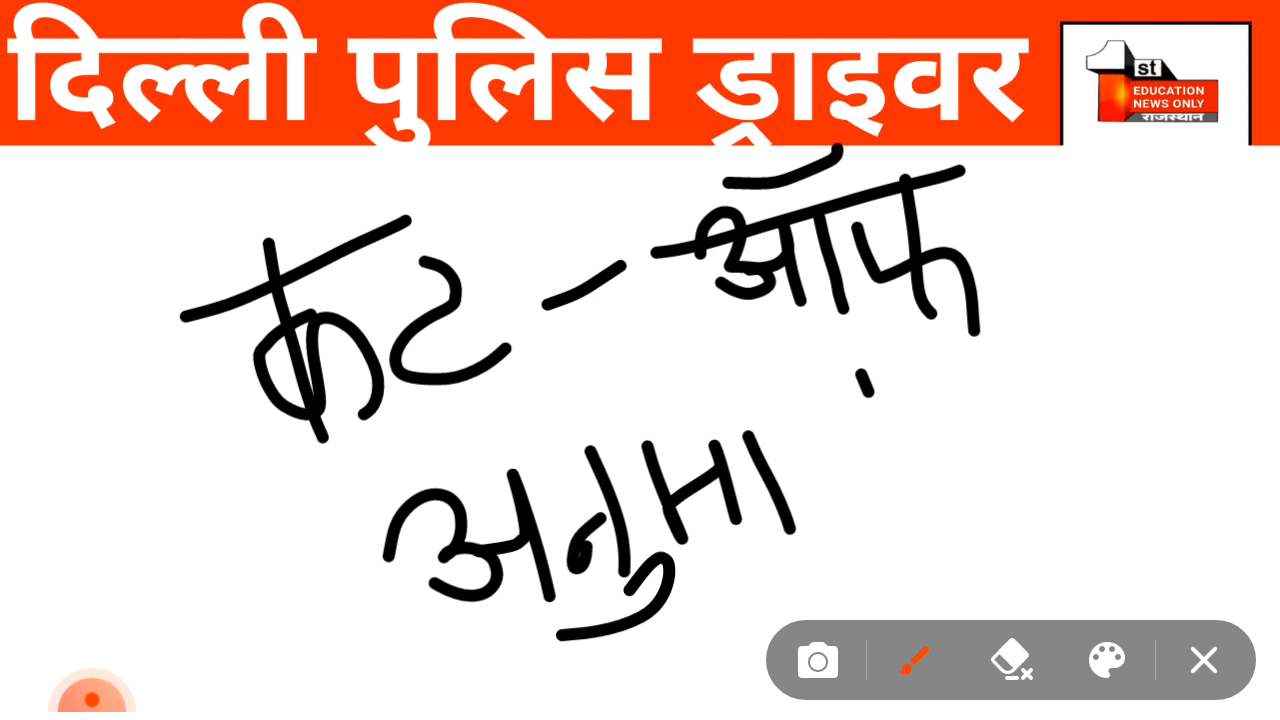 दिल्ली पुलिस ड्राइवर
1st
EDUCATION
NEWS ONLY
राजस्थान
कट - ऑफ
अनुमा